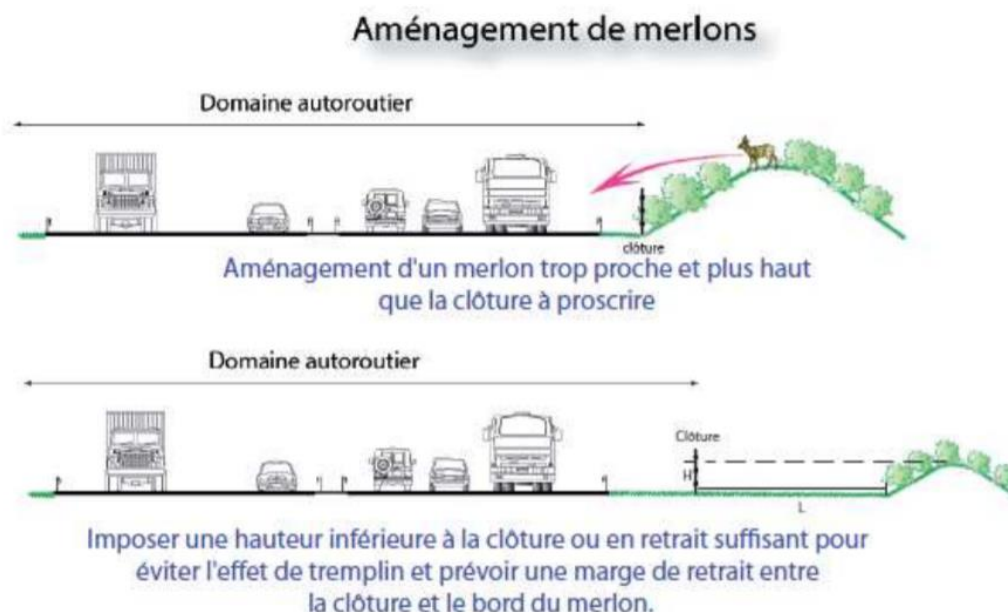 Aménagement de merlons
Domaine autoroutier
clôture
Aménagement d'un merlon trop proche et plus haut
que la clôture à proscrire
Domaine autoroutier
Clôture
H
L
Imposer une hauteur inférieure à la clôture ou en retrait suffisant pour
éviter l'effet de tremplin et prévoir une marge de retrait entre
la clôture et le bord du merlon.